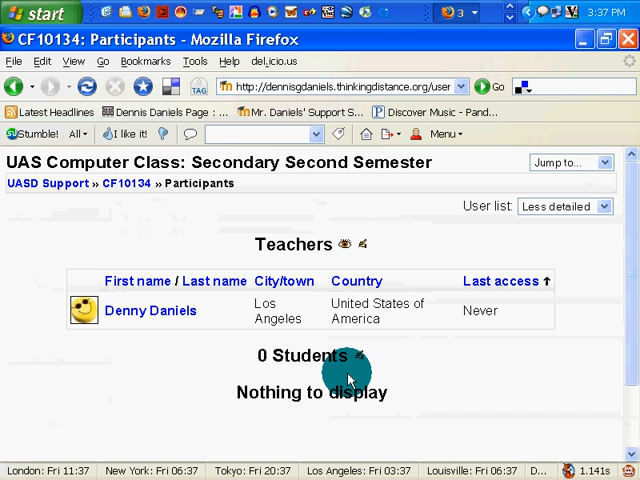 start
3
3:37 PM
CF10134: Participants - Mozilla Firefox
File Edit View Go Bookmarks Tools Help del.icio.us
TAG http://dennisgdaniels.thinkingdistance.org/user Go
Latest Headlines Dennis Daniels Page : ... Mr. Daniels' Support S... Discover Music - Pand...
Stumble! All I like it! Menu
UAS Computer Class: Secondary Second Semester
Jump to...
UASD Support » CF10134 » Participants
User list: Less detailed
Teachers
First name / Last name City/town Country Last access ↑
Denny Daniels Los Angeles United States of America Never
0 Students
Nothing to display
London: Fri 11:37 New York: Fri 06:37 Tokyo: Fri 20:37 Los Angeles: Fri 03:37 Louisville: Fri 06:37 D... 1.141s